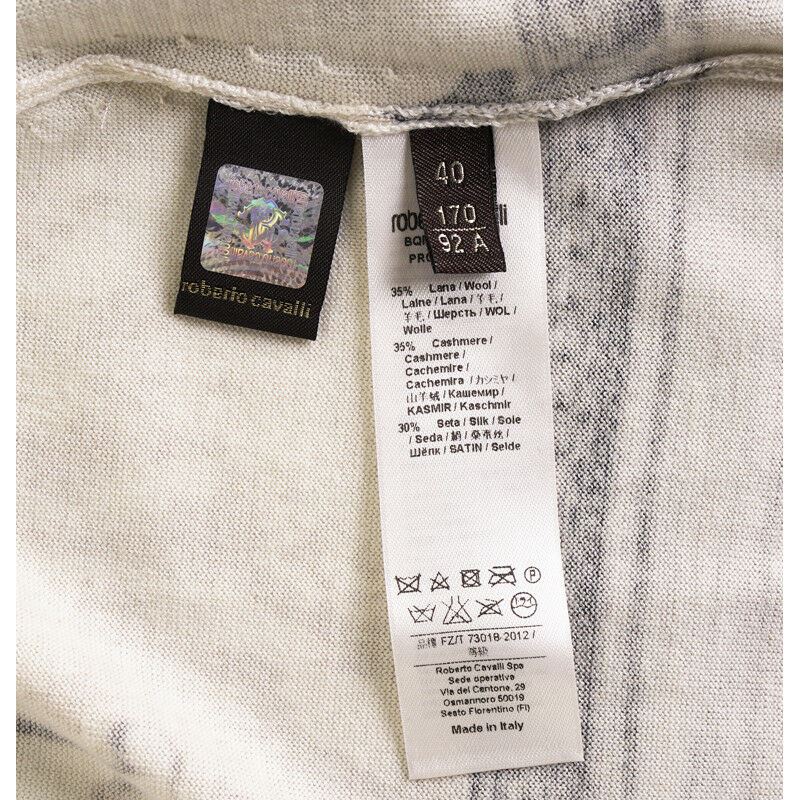 roberto cavalli
40
170
92 A
35% Lana / Wool /
Laine / Lana / 羊毛 /
羊毛 / Шерсть / WOL /
Wolle
35% Cashmere /
Cashmere /
Cachemire /
Cachemira / カシミヤ /
山羊绒 / Кашемир /
KASMIR / Kaschmir
30% Seta / Silk / Soie
/ Seda / 絹 / 桑蚕丝 /
Шёлк / SATIN / Seide
P
FZ/T 73018-2012 /
等級
Roberto Cavalli Spa
Sede operativa
Via del Cantone, 29
Osmannoro 50019
Sesto Fiorentino (FI)
Made in Italy